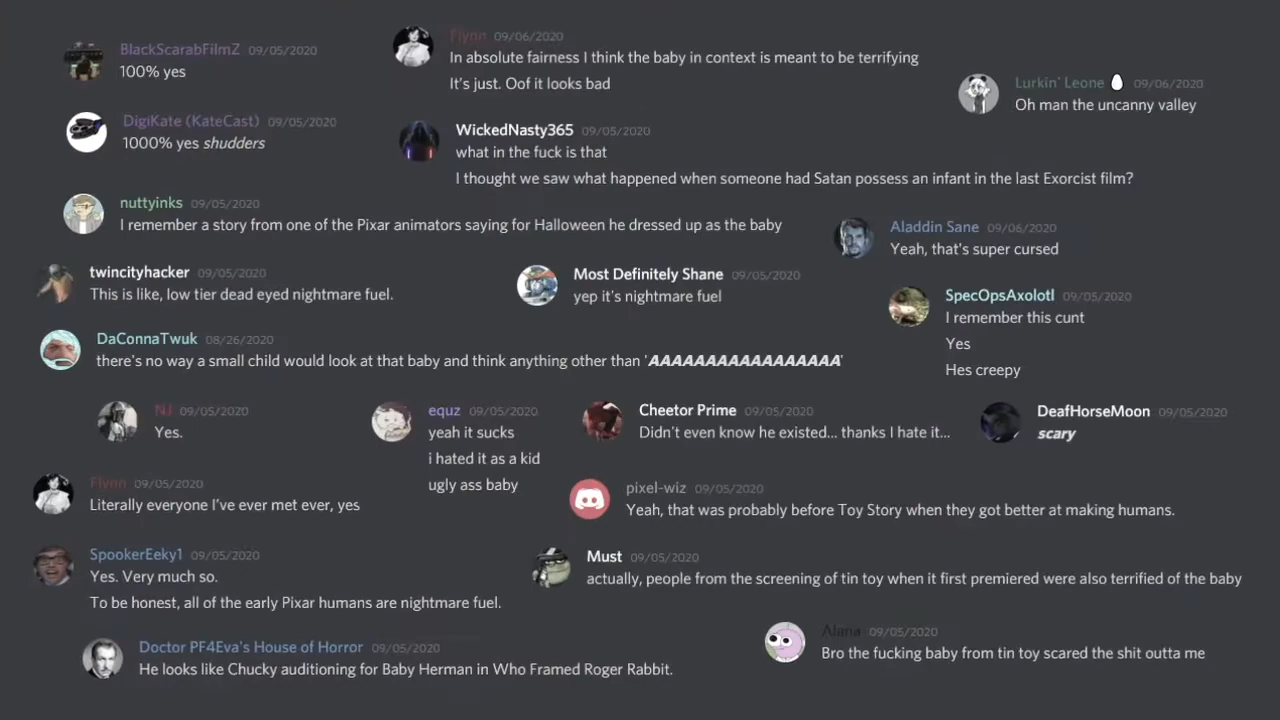 BlackScarabFilmZ 09/05/2020
100% yes
Flynn 09/06/2020
In absolute fairness I think the baby in context is meant to be terrifying
It's just. Oof it looks bad
Lurkin' Leone 09/06/2020
Oh man the uncanny valley
DigiKate (KateCast) 09/05/2020
1000% yes shudders
WickedNasty365 09/05/2020
what in the fuck is that
I thought we saw what happened when someone had Satan possess an infant in the last Exorcist film?
nuttyinks 09/05/2020
I remember a story from one of the Pixar animators saying for Halloween he dressed up as the baby
Aladdin Sane 09/06/2020
Yeah, that's super cursed
twincityhacker 09/05/2020
This is like, low tier dead eyed nightmare fuel.
Most Definitely Shane 09/05/2020
yep it's nightmare fuel
SpecOpsAxolotl 09/05/2020
I remember this cunt
Yes
Hes creepy
DaConnaTwuk 08/26/2020
there's no way a small child would look at that baby and think anything other than 'AAAAAAAAAAAAAAAAA'
NJ 09/05/2020
Yes.
equz 09/05/2020
yeah it sucks
i hated it as a kid
ugly ass baby
Cheetor Prime 09/05/2020
Didn't even know he existed... thanks I hate it...
DeafHorseMoon 09/05/2020
scary
Flynn 09/05/2020
Literally everyone I've ever met ever, yes
pixel-wiz 09/05/2020
Yeah, that was probably before Toy Story when they got better at making humans.
SpookerEeky1 09/05/2020
Yes. Very much so.
To be honest, all of the early Pixar humans are nightmare fuel.
Must 09/05/2020
actually, people from the screening of tin toy when it first premiered were also terrified of the baby
Doctor PF4Eva's House of Horror 09/05/2020
He looks like Chucky auditioning for Baby Herman in Who Framed Roger Rabbit.
Alana 09/05/2020
Bro the fucking baby from tin toy scared the shit outta me